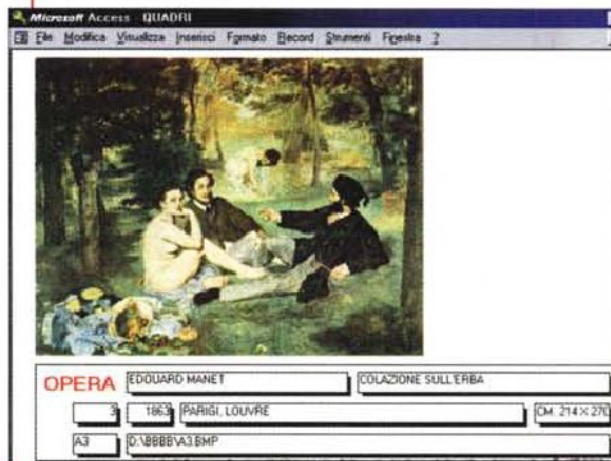 Microsoft Access - QUADRI
File Modifica Visualizza Inserisci Formato Record Strumenti Finestra ?
OPERA EDOUARD MANET COLAZIONE SULL'ERBA
3 1863 PARIGI, LOUVRE CM. 214 X 270
A3 D:\BBBB\A3.BMP